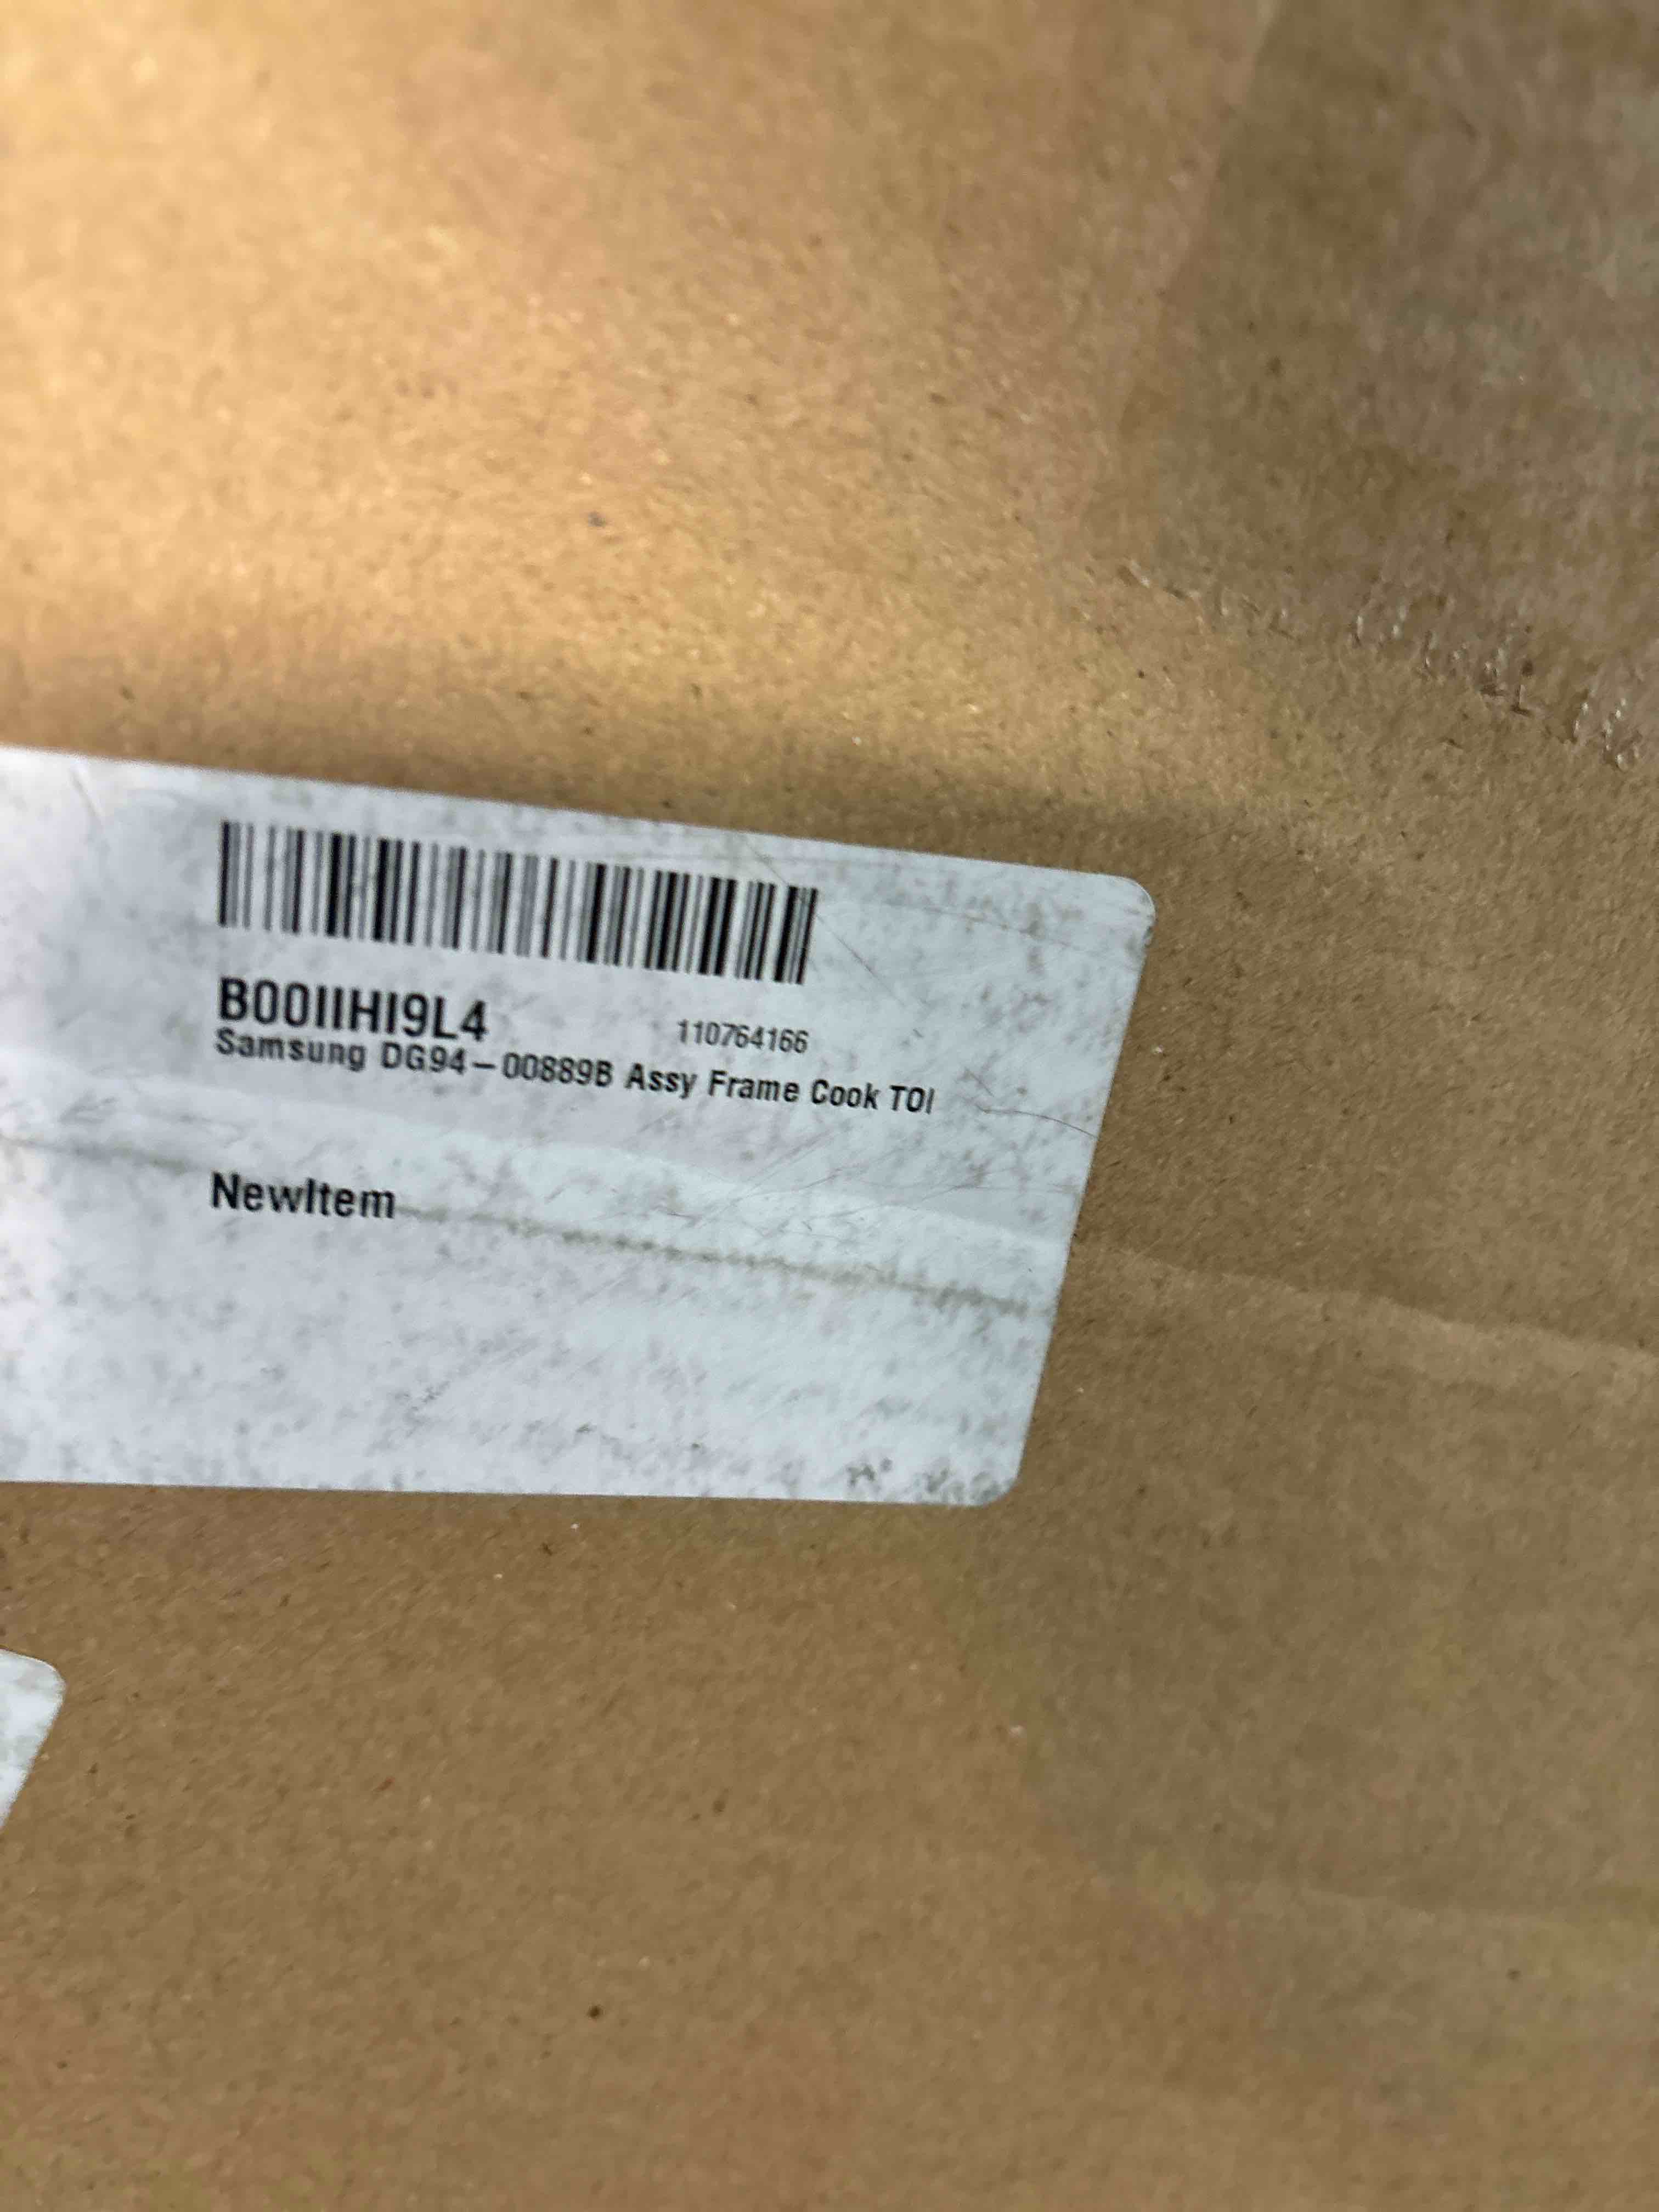 B00IIHI9L4 110764166
Samsung DG94-00889B Assy Frame Cook TOI
NewItem